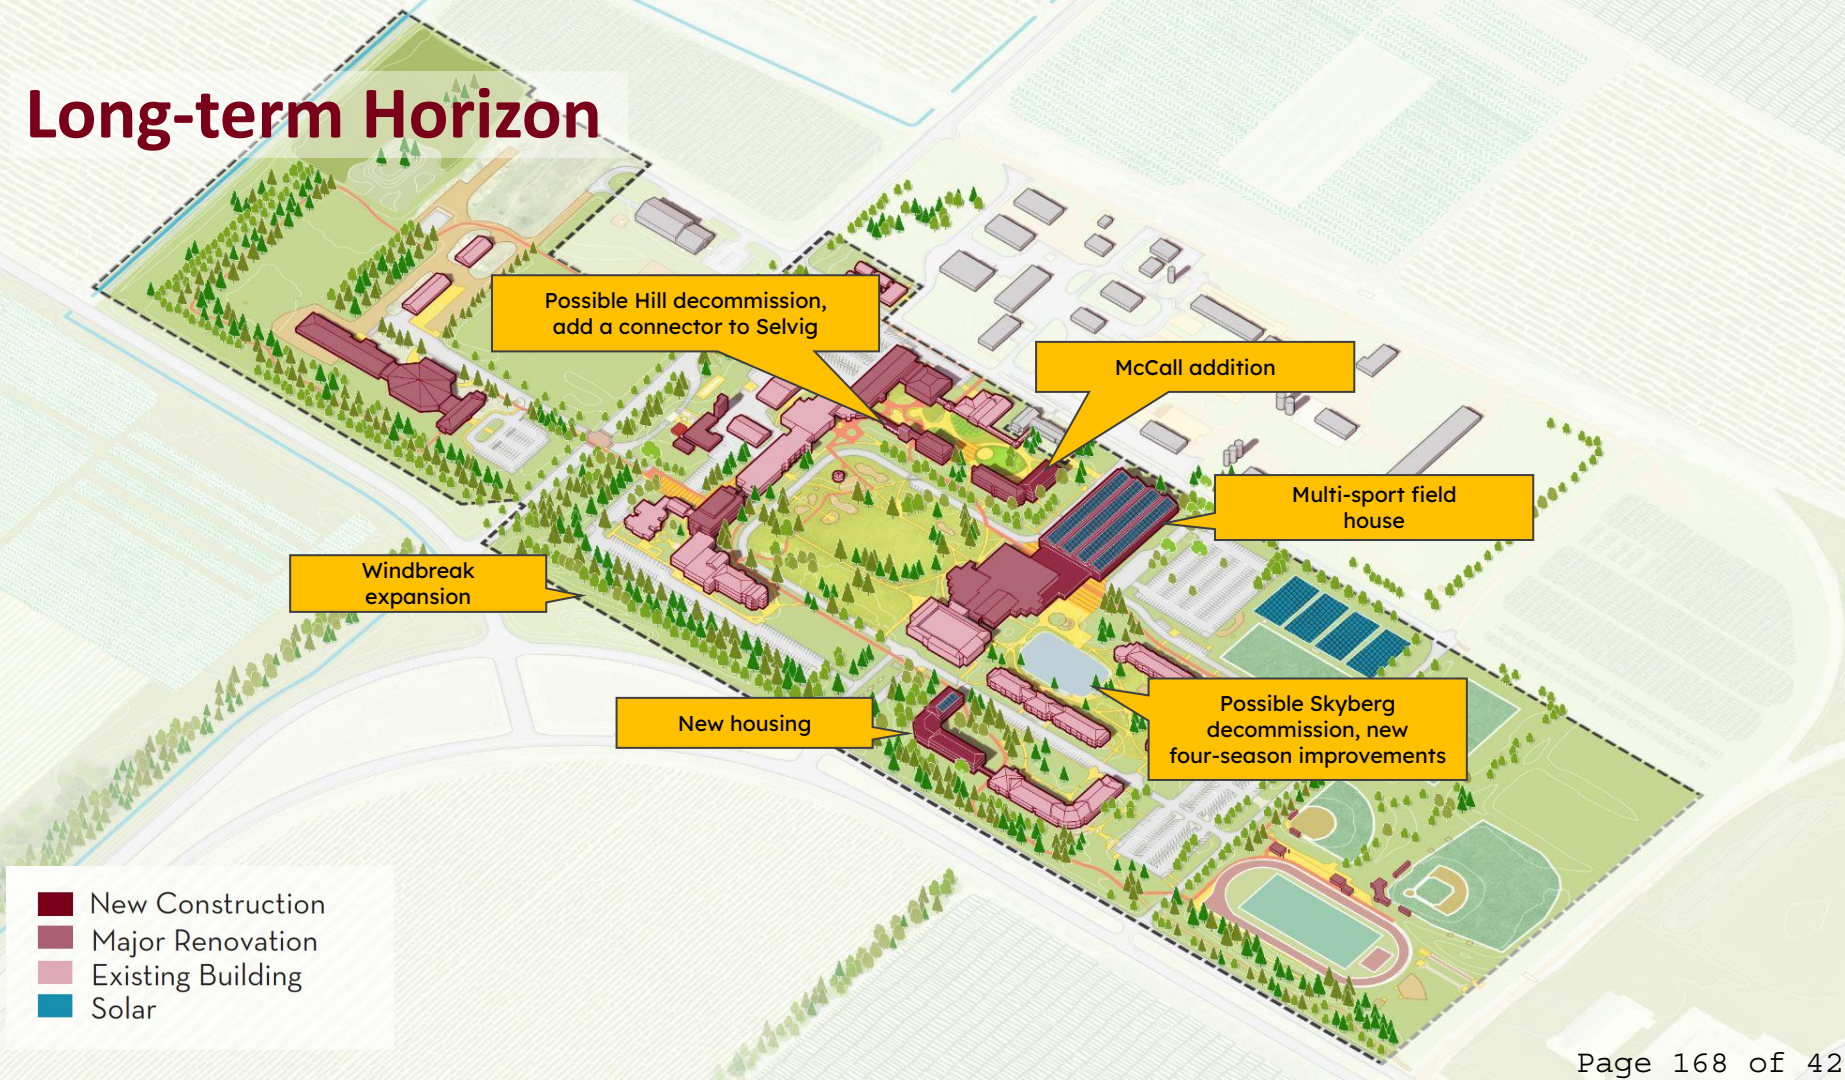 Long-term Horizon
Possible Hill decommission,
add a connector to Selvig
McCall addition
Multi-sport field
house
Windbreak
expansion
New housing
Possible Skyberg
decommission, new
four-season improvements
New Construction
Major Renovation
Existing Building
Solar
Page 168 of 42